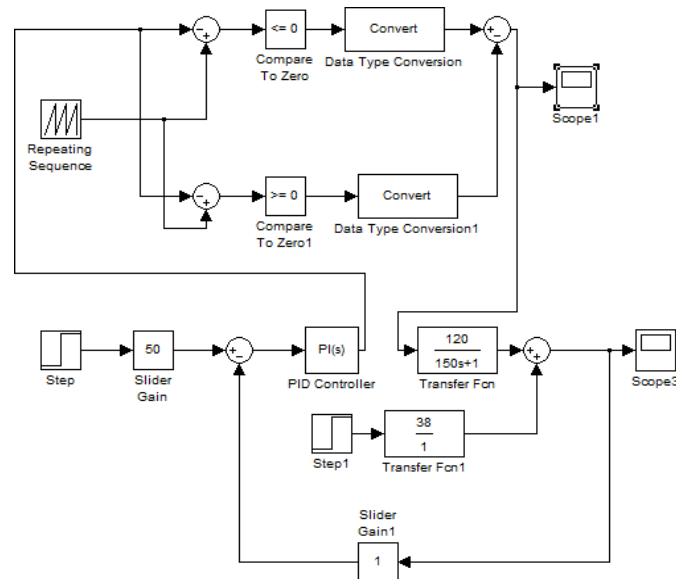 <= 0
Convert
Compare
To Zero
Data Type Conversion
Scope1
Repeating
Sequence
>= 0
Convert
Compare
To Zero1
Data Type Conversion1
50
PI(s)
120
150s+1
Step
Slider
Gain
PID Controller
Transfer Fcn
Scope3
38
1
Step1
Transfer Fcn1
Slider
Gain1
1